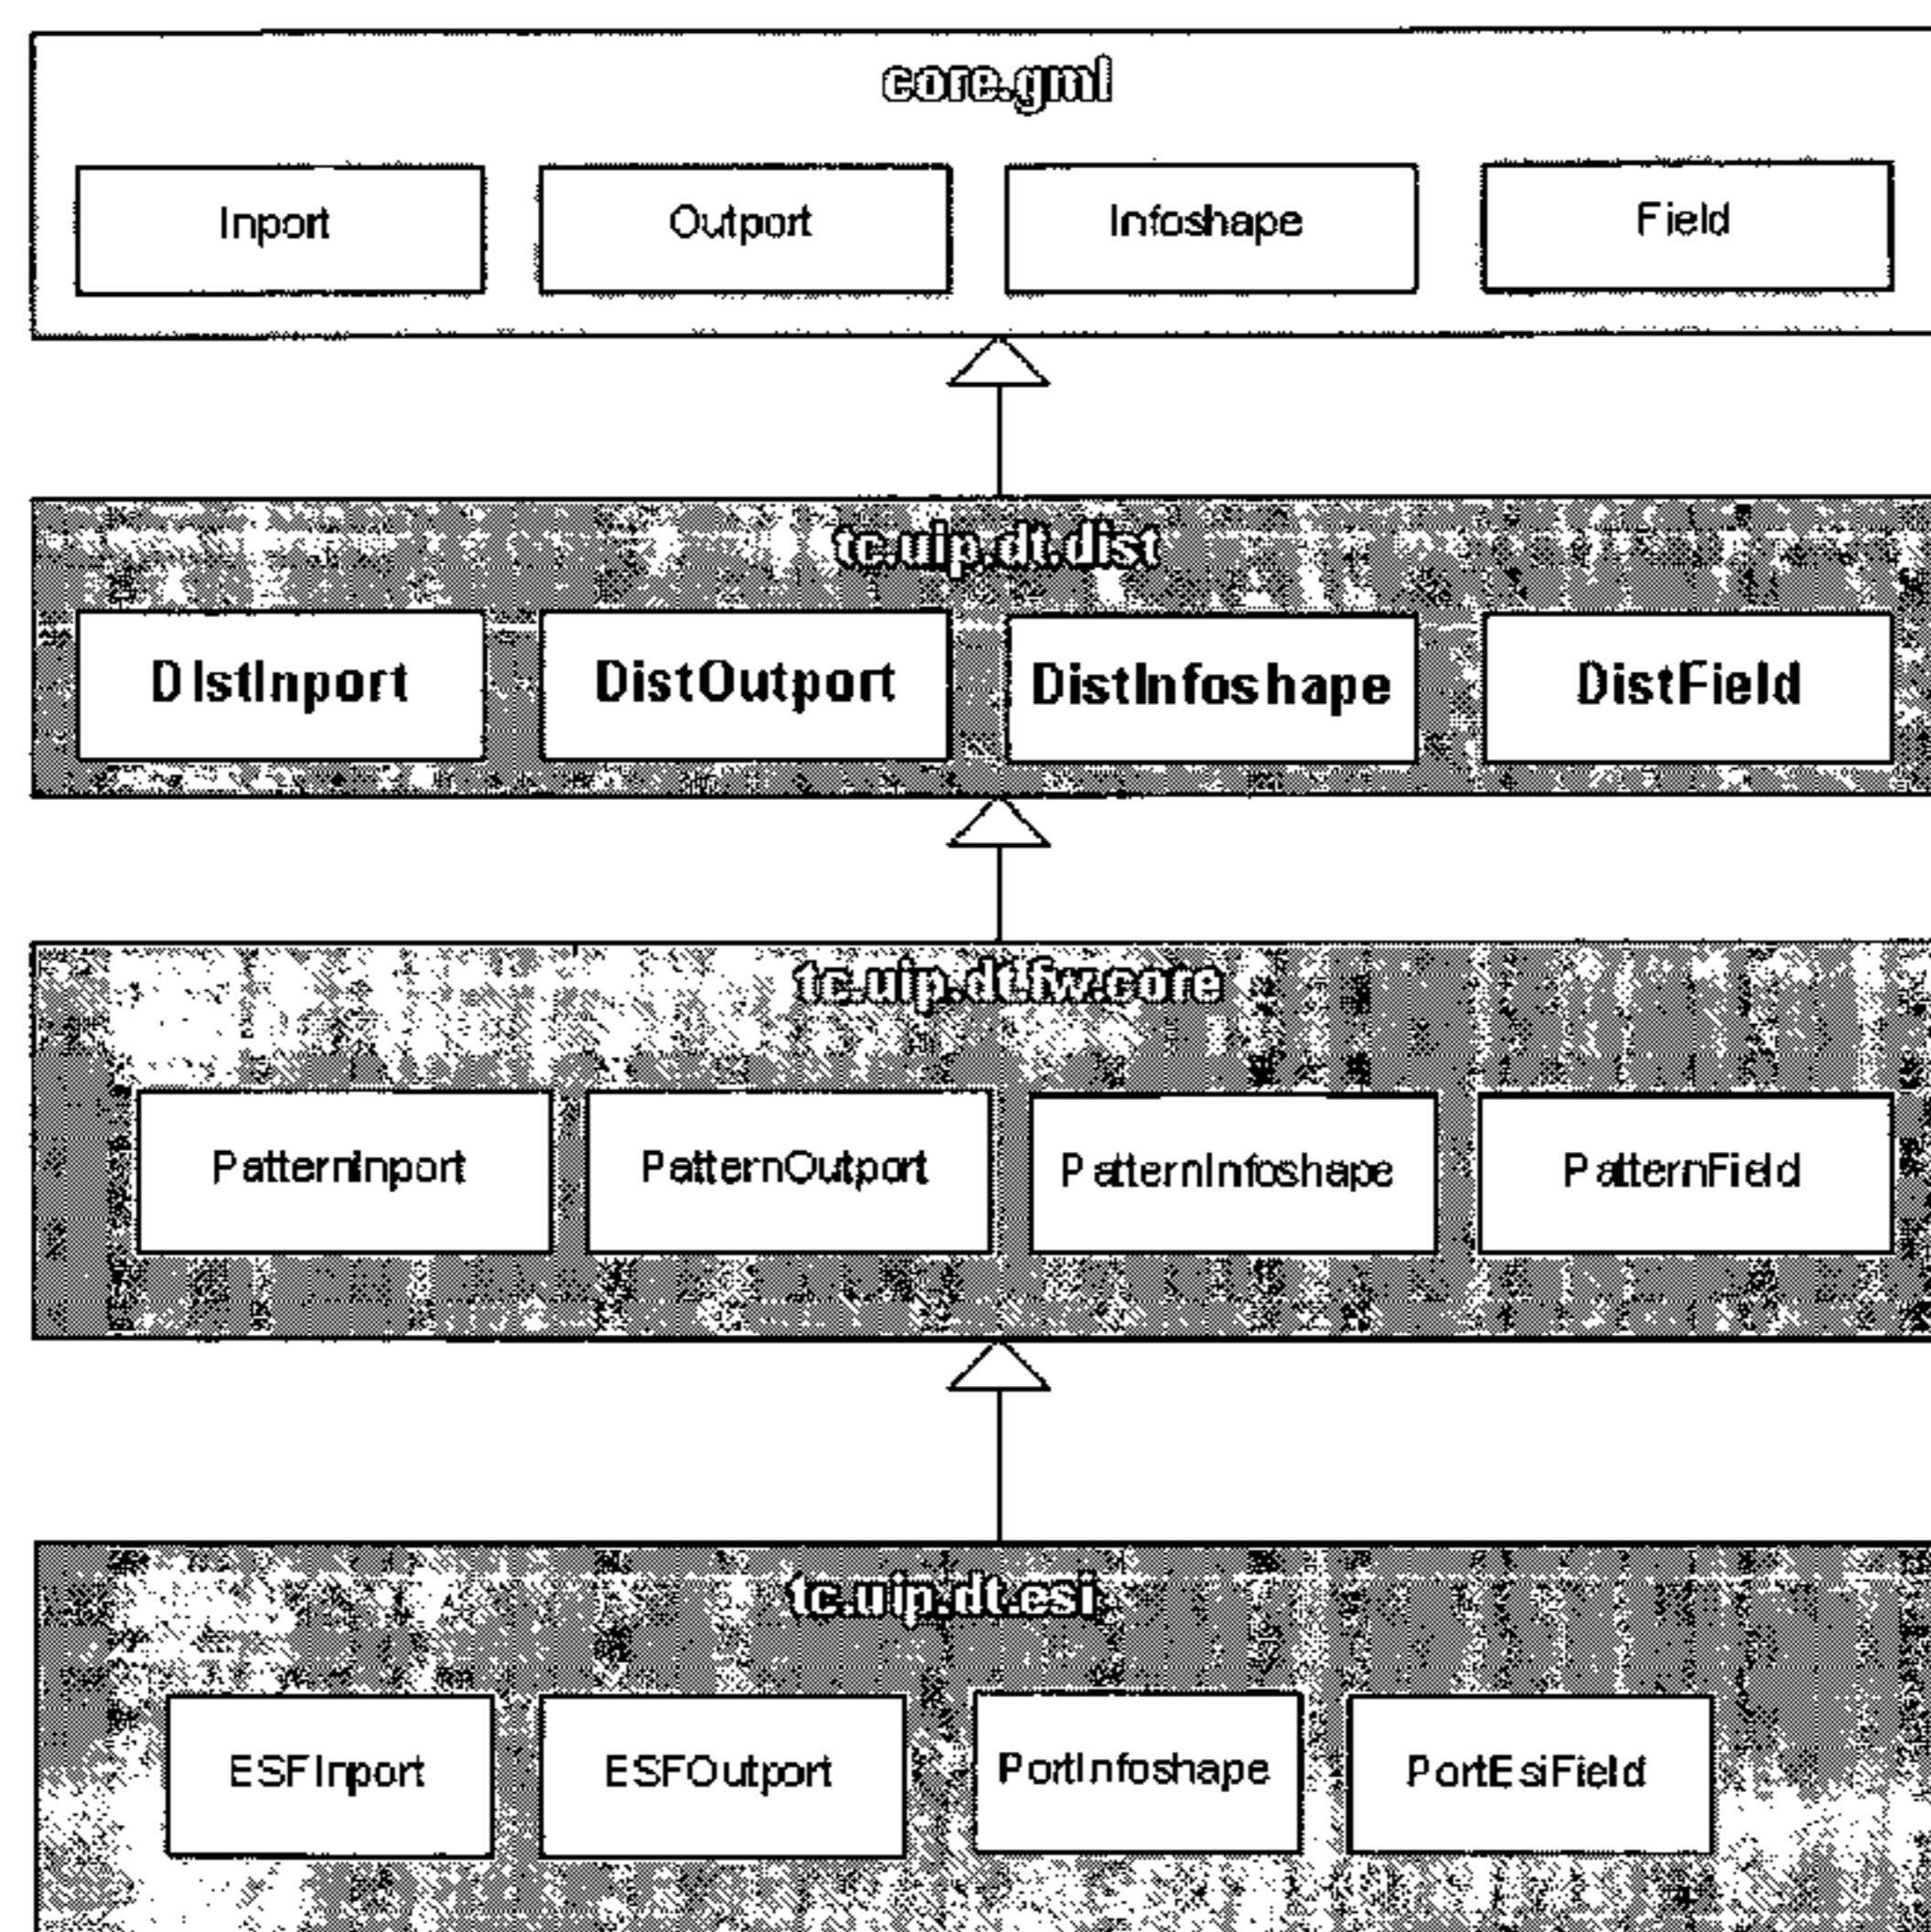 core.gml
Inport Outport Infoshape Field
tc.uip.dt.dist
DIstInport DistOutport DistInfoshape DistField
tc.uip.dt.fw.core
PatternInport PatternOutport PatternInfoshape PatternField
tc.uip.dt.esi
ESFInport ESFOutport PortInfoshape PortEsiField